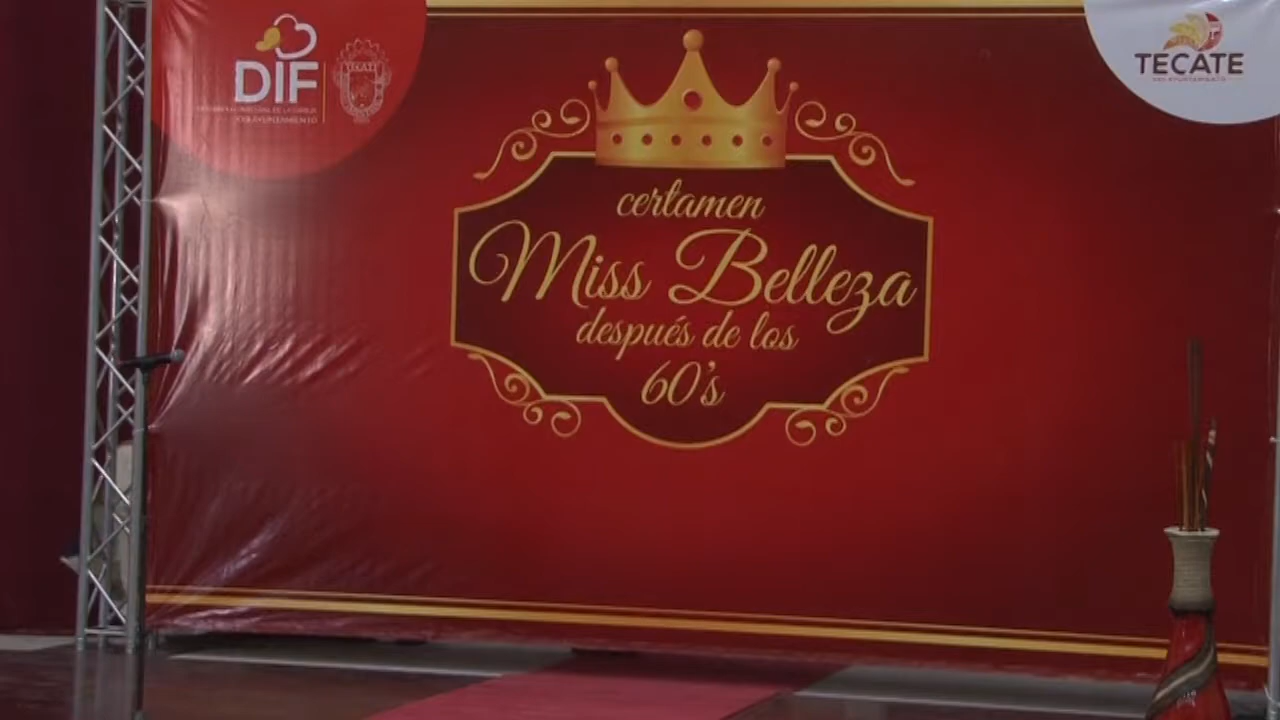 DIF
TECATE
certamen
Miss Belleza
después de los
60's